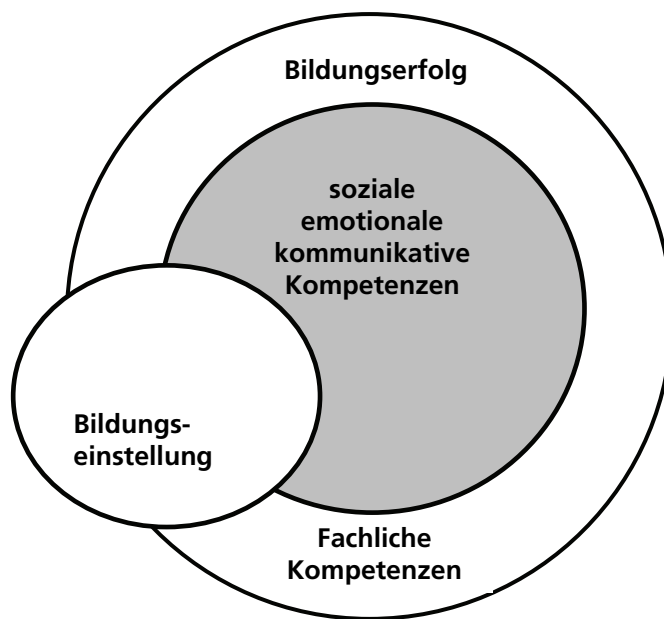 Bildungserfolg
soziale
emotionale
kommunikative
Kompetenzen
Bildungs-
einstellung
Fachliche
Kompetenzen